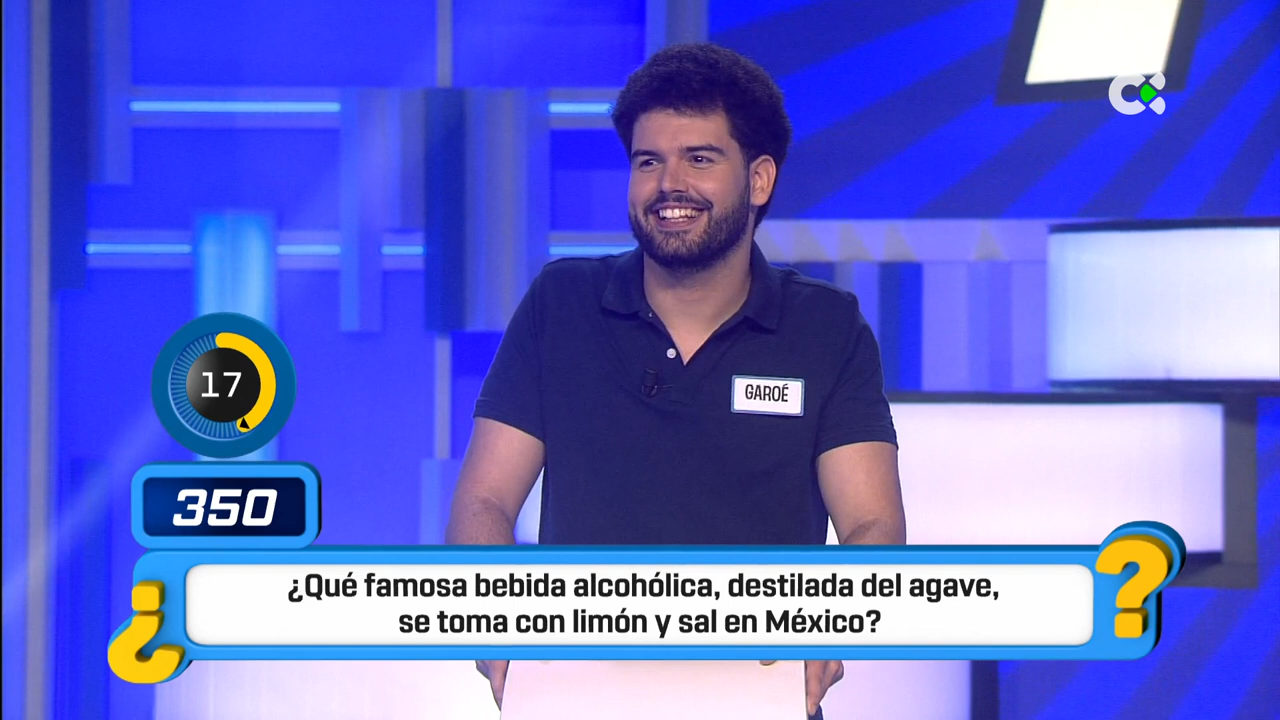 GAROÉ
17
350
¿Qué famosa bebida alcohólica, destilada del agave,
se toma con limón y sal en México?